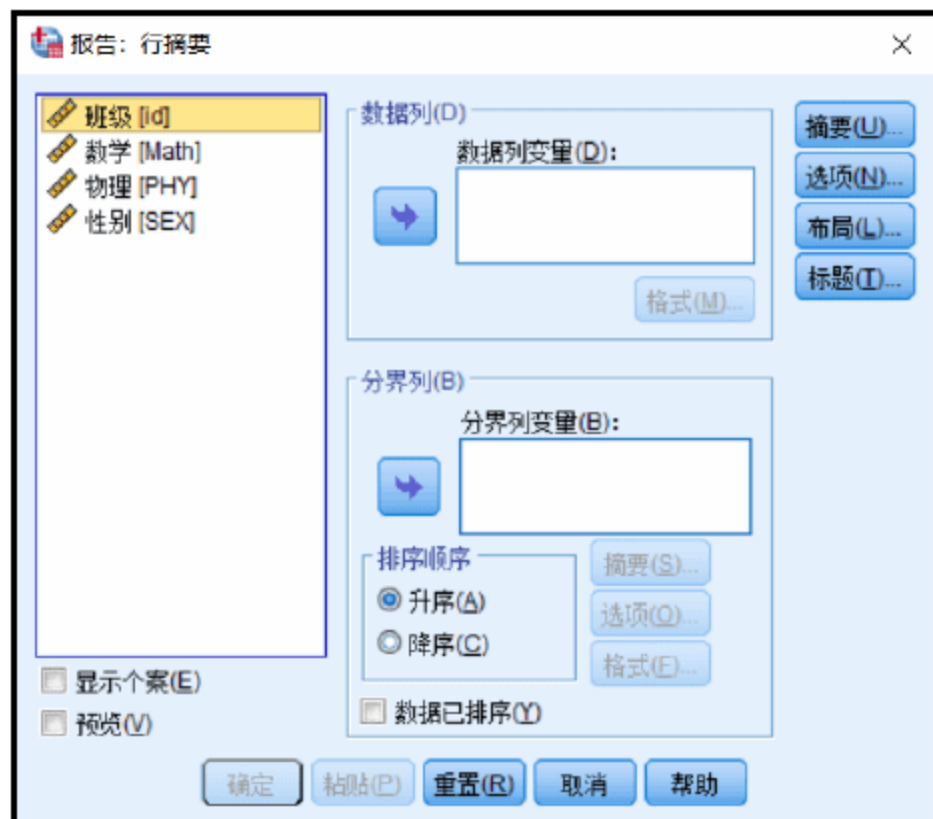 报告：行摘要
班级 [id]
数学 [Math]
物理 [PHY]
性别 [SEX]
显示个案(E)
预览(V)
数据列(D)
数据列变量(D)：
格式(M)...
分界列(B)
分界列变量(B)：
排序顺序
升序(A)
降序(C)
摘要(S)...
选项(O)...
格式(F)...
数据已排序(Y)
摘要(U)...
选项(N)...
布局(L)...
标题(T)...
确定 粘贴(P) 重置(R) 取消 帮助